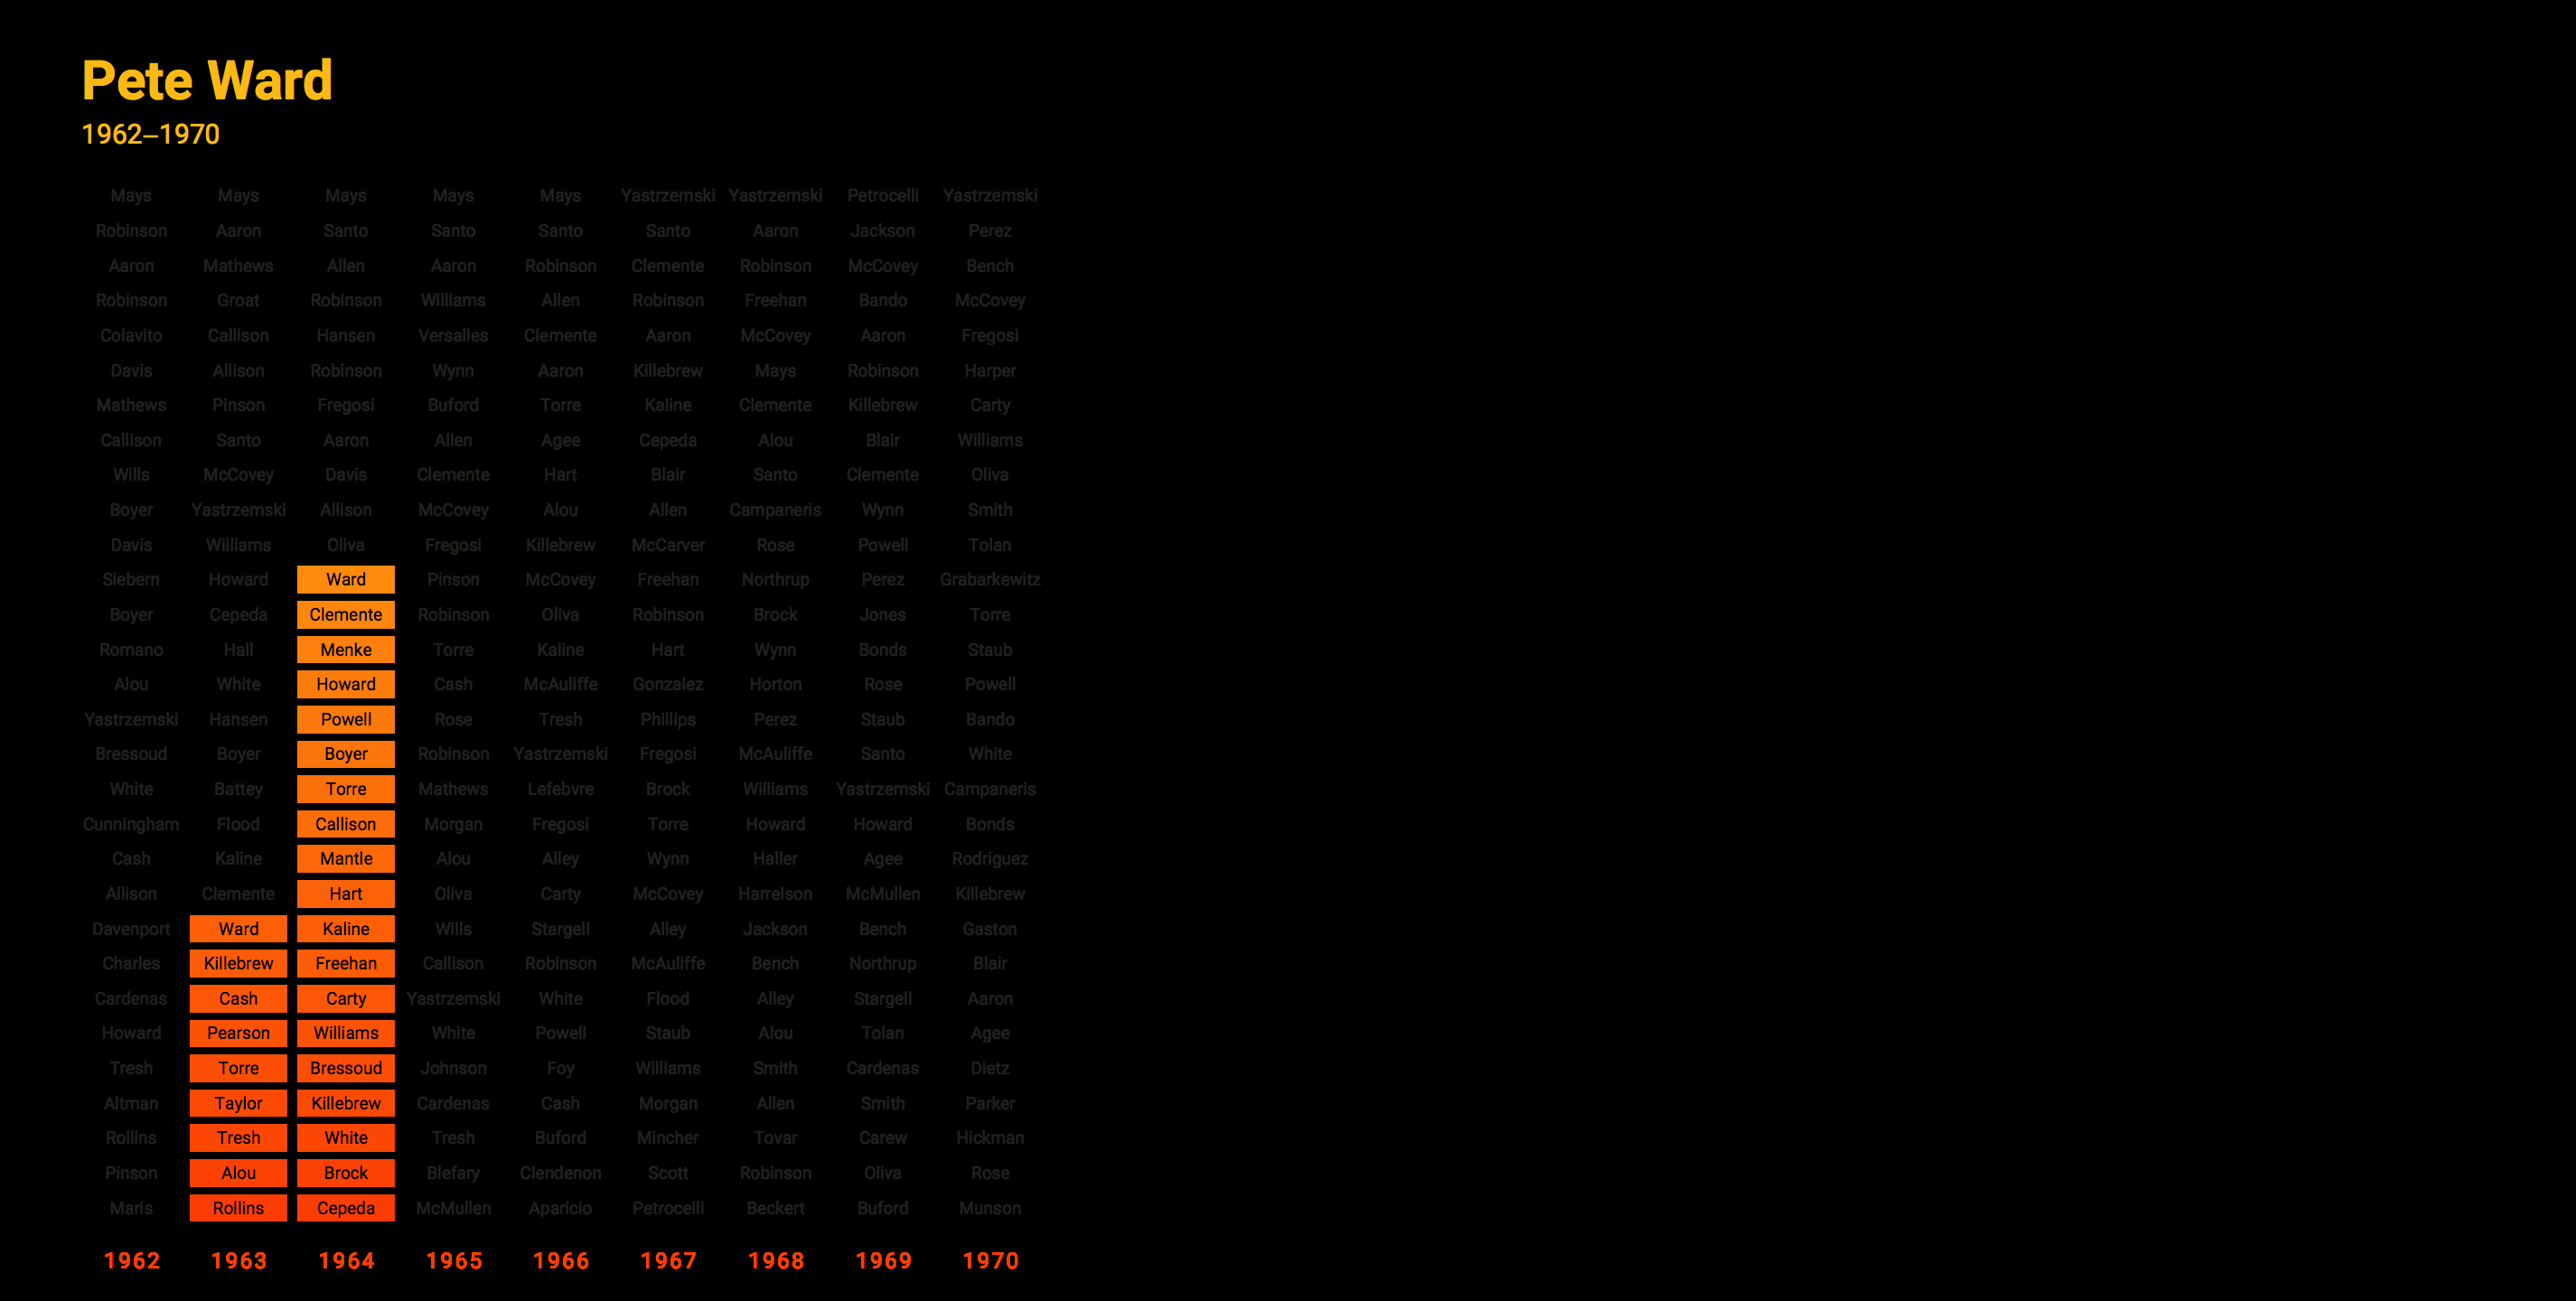 Pete Ward
1962–1970
Mays Mays Mays Mays Mays Yastrzemski Yastrzemski Petrocelli Yastrzemski
Robinson Aaron Santo Santo Santo Santo Aaron Jackson Perez
Aaron Mathews Allen Aaron Robinson Clemente Robinson McCovey Bench
Robinson Groat Robinson Williams Allen Robinson Freehan Bando McCovey
Colavito Callison Hansen Versalles Clemente Aaron McCovey Aaron Fregosi
Davis Allison Robinson Wynn Aaron Killebrew Mays Robinson Harper
Mathews Pinson Fregosi Buford Torre Kaline Clemente Killebrew Carty
Callison Santo Aaron Allen Agee Cepeda Alou Blair Williams
Wills McCovey Davis Clemente Hart Blair Santo Clemente Oliva
Boyer Yastrzemski Allison McCovey Alou Allen Campaneris Wynn Smith
Davis Williams Oliva Fregosi Killebrew McCarver Rose Powell Tolan
Siebern Howard Ward Pinson McCovey Freehan Northrup Perez Grabarkewitz
Boyer Cepeda Clemente Robinson Oliva Robinson Brock Jones Torre
Romano Hall Menke Torre Kaline Hart Wynn Bonds Staub
Alou White Howard Cash McAuliffe Gonzalez Horton Rose Powell
Yastrzemski Hansen Powell Rose Tresh Phillips Perez Staub Bando
Bressoud Boyer Boyer Robinson Yastrzemski Fregosi McAuliffe Santo White
White Battey Torre Mathews Lefebvre Brock Williams Yastrzemski Campaneris
Cunningham Flood Callison Morgan Fregosi Torre Howard Howard Bonds
Cash Kaline Mantle Alou Alley Wynn Haller Agee Rodriguez
Allison Clemente Hart Oliva Carty McCovey Harrelson McMullen Killebrew
Davenport Ward Kaline Wills Stargell Alley Jackson Bench Gaston
Charles Killebrew Freehan Callison Robinson McAuliffe Bench Northrup Blair
Cardenas Cash Carty Yastrzemski White Flood Alley Stargell Aaron
Howard Pearson Williams White Powell Staub Alou Tolan Agee
Tresh Torre Bressoud Johnson Foy Williams Smith Cardenas Dietz
Altman Taylor Killebrew Cardenas Cash Morgan Allen Smith Parker
Rollins Tresh White Tresh Buford Mincher Tovar Carew Hickman
Pinson Alou Brock Blefary Clendenon Scott Robinson Oliva Rose
Maris Rollins Cepeda McMullen Aparicio Petrocelli Beckert Buford Munson
1962 1963 1964 1965 1966 1967 1968 1969 1970